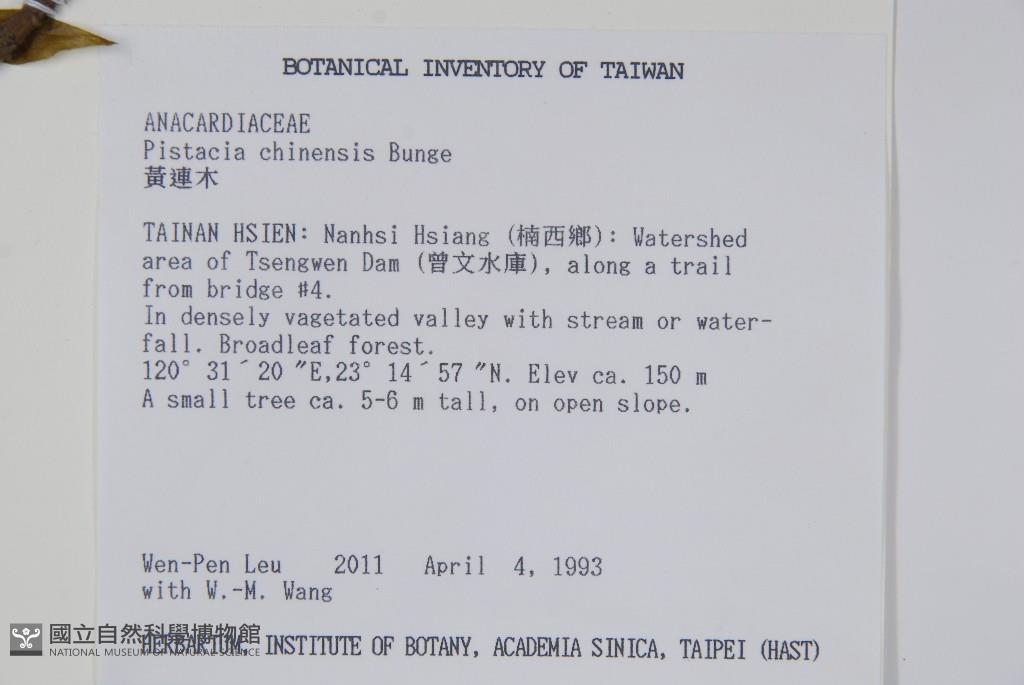 BOTANICAL INVENTORY OF TAIWAN
ANACARDIACEAE
Pistacia chinensis Bunge
黃連木
TAINAN HSIEN: Nanhsi Hsiang (楠西鄉): Watershed
area of Tsengwen Dam (曾文水庫), along a trail
from bridge #4.
In densely vagetated valley with stream or water-
fall. Broadleaf forest.
120° 31´20 ″E,23° 14´57 ″N. Elev ca. 150 m
A small tree ca. 5-6 m tall, on open slope.
Wen-Pen Leu 2011 April 4, 1993
with W.-M. Wang
HERBARIUM, INSTITUTE OF BOTANY, ACADEMIA SINICA, TAIPEI (HAST)
國立自然科學博物館
NATIONAL MUSEUM OF NATURAL SCIENCE